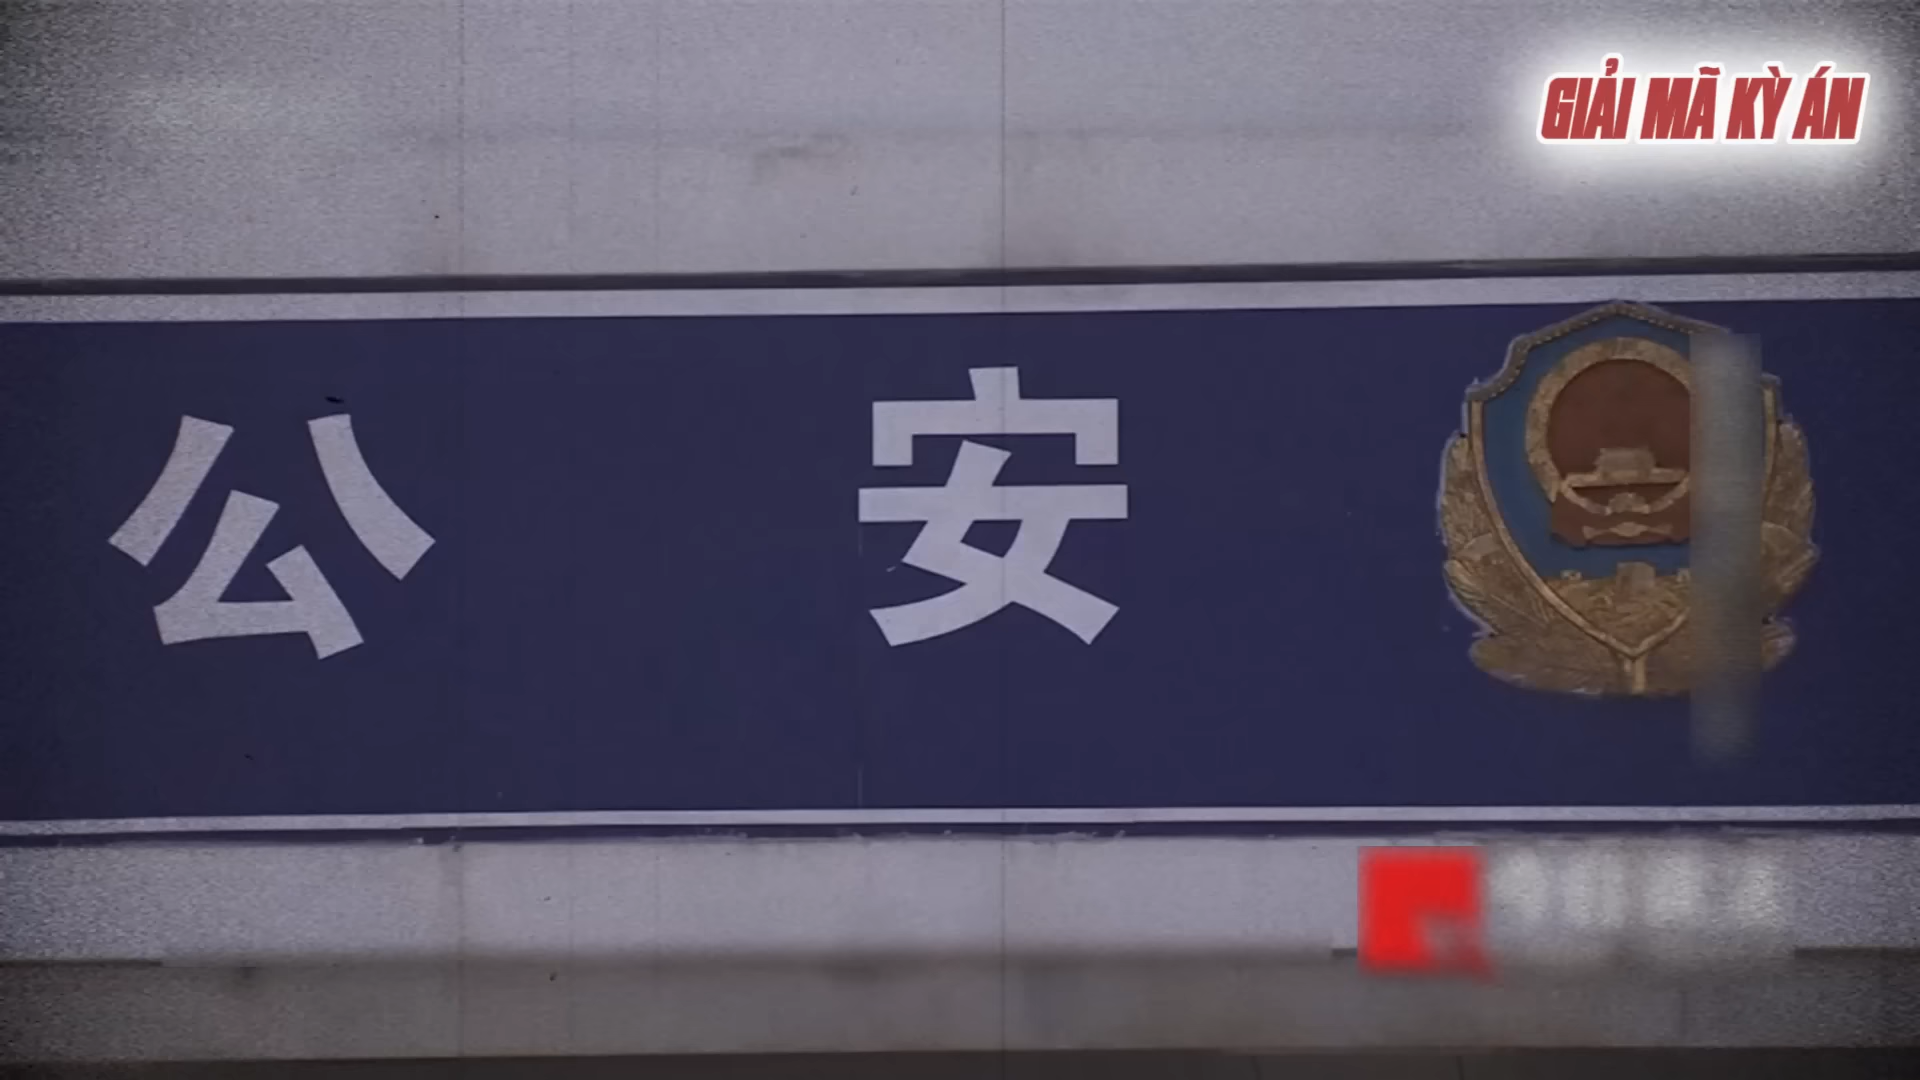 GIẢI MÃ KỲ ÁN
公安